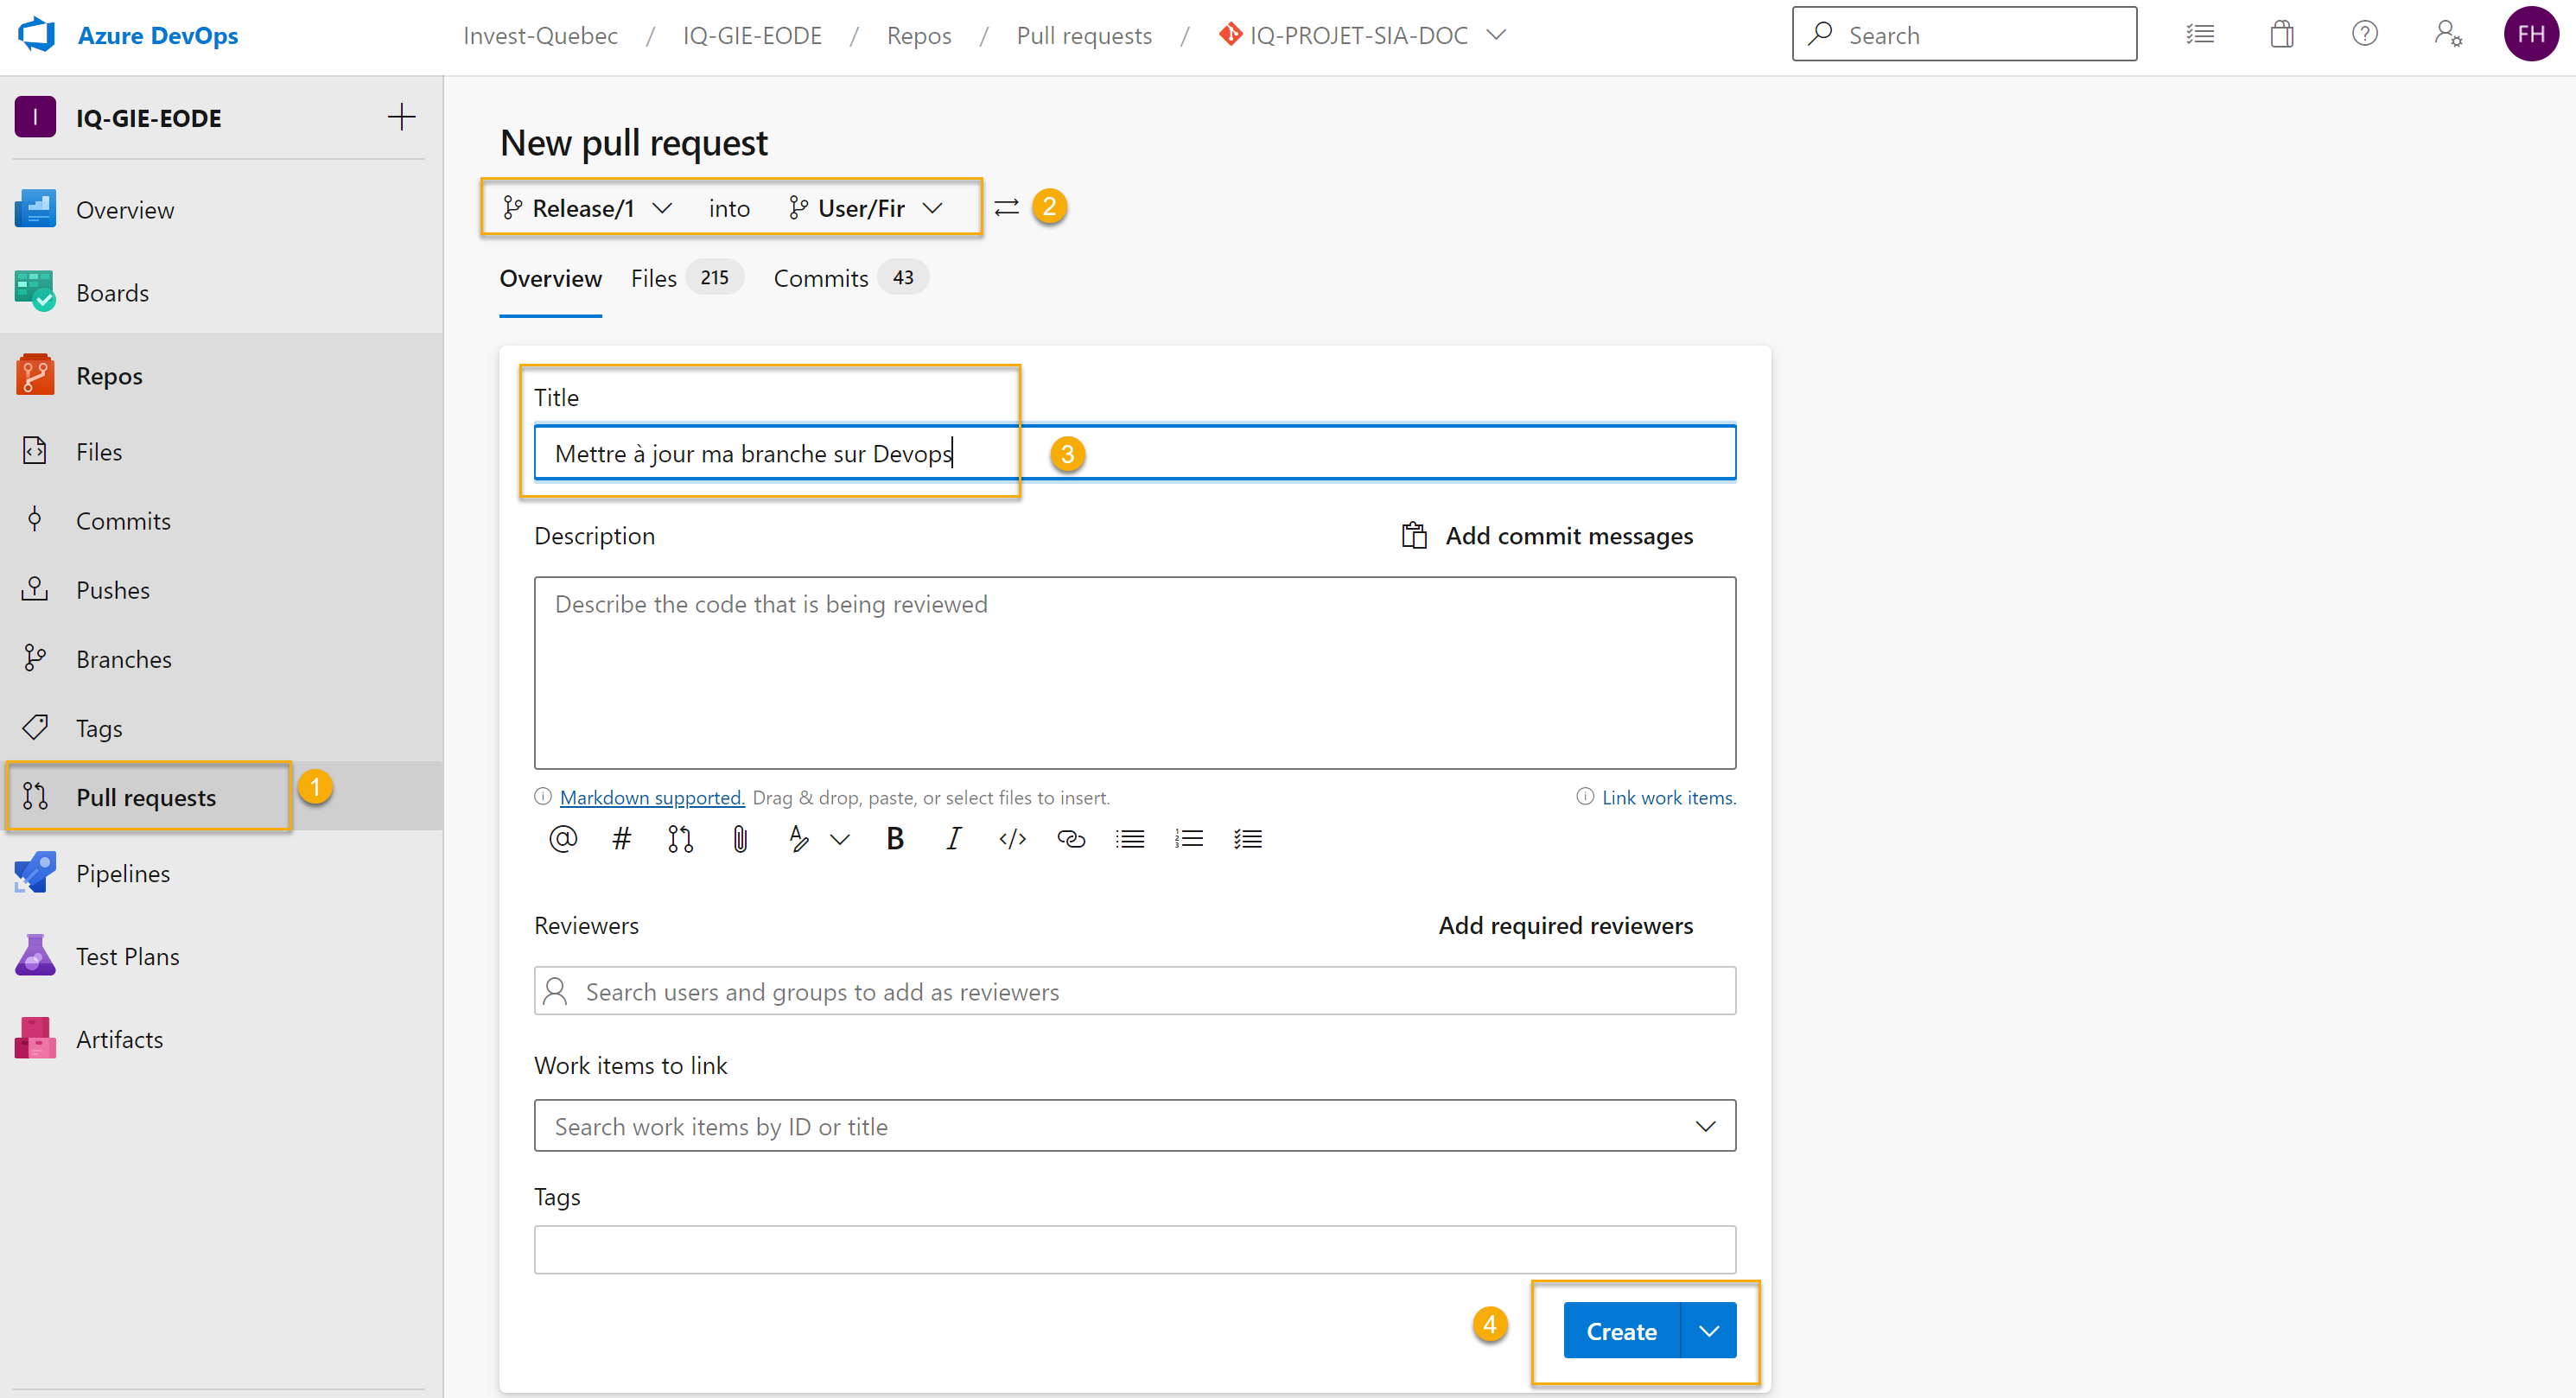 Azure DevOps
Invest-Quebec / IQ-GIE-EODE / Repos / Pull requests / IQ-PROJET-SIA-DOC
Search
FH
I IQ-GIE-EODE
Overview
Boards
Repos
Files
Commits
Pushes
Branches
Tags
Pull requests 1
Pipelines
Test Plans
Artifacts
New pull request
Release/1 into User/Fir 2
Overview Files 215 Commits 43
Title
Mettre à jour ma branche sur Devops 3
Description Add commit messages
Describe the code that is being reviewed
Markdown supported. Drag & drop, paste, or select files to insert. Link work items.
Reviewers Add required reviewers
Search users and groups to add as reviewers
Work items to link
Search work items by ID or title
Tags
4 Create